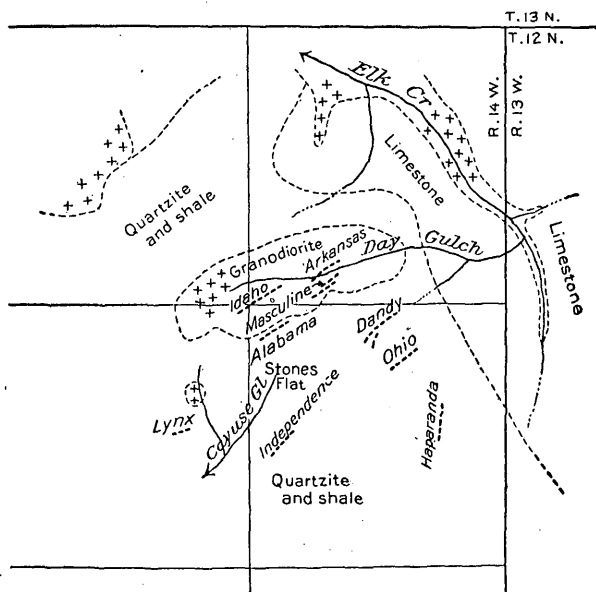 T. 13 N.
T. 12 N.
R. 14 W.
R. 13 W.
Elk Cr
Limestone
Quartzite
and shale
Limestone
Granodiorite
Arkansas
Day Gulch
Idaho
Masculine
Alabama
Dandy
Ohio
Stones
Flat
Lynx
Cayuse Gl
Independence
Haparanda
Quartzite
and shale